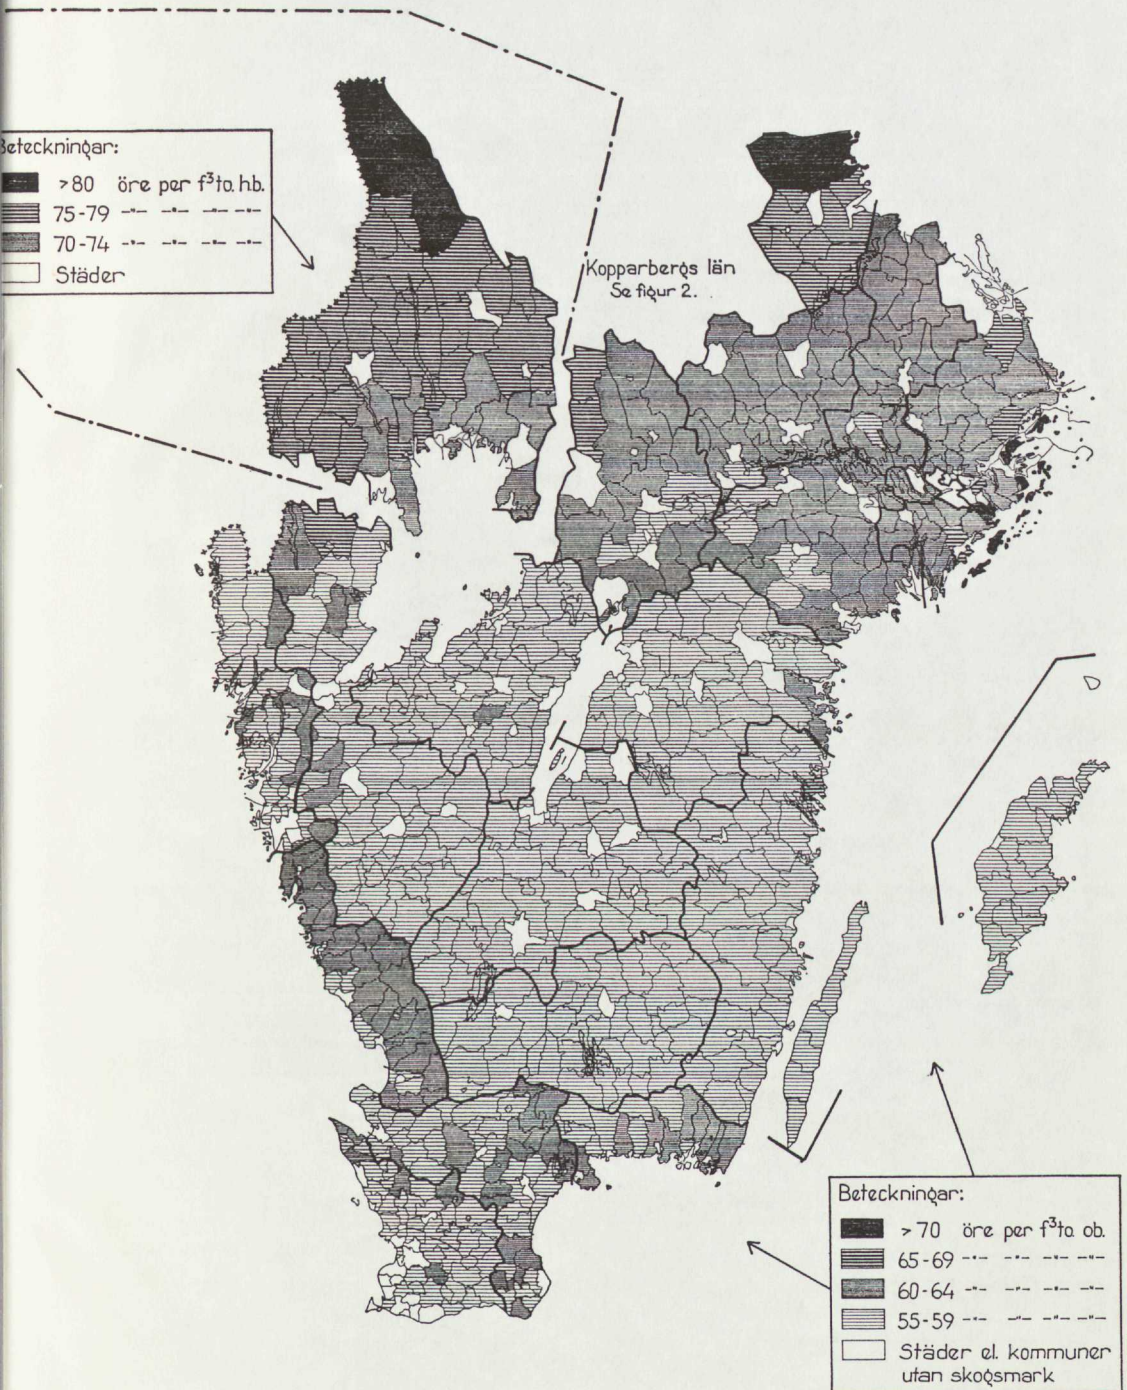 Beteckningar:
>80 öre per f³to. hb.
75-79 -"- -"- -"- -"-
70-74 -"- -"- -"- -"-
Städer
Kopparbergs län
Se figur 2.
Beteckningar:
>70 öre per f³to ob.
65-69 -"- -"- -"- -"-
60-64 -"- -"- -"- -"-
55-59 -"- -"- -"- -"-
Städer el. kommuner
utan skogsmark